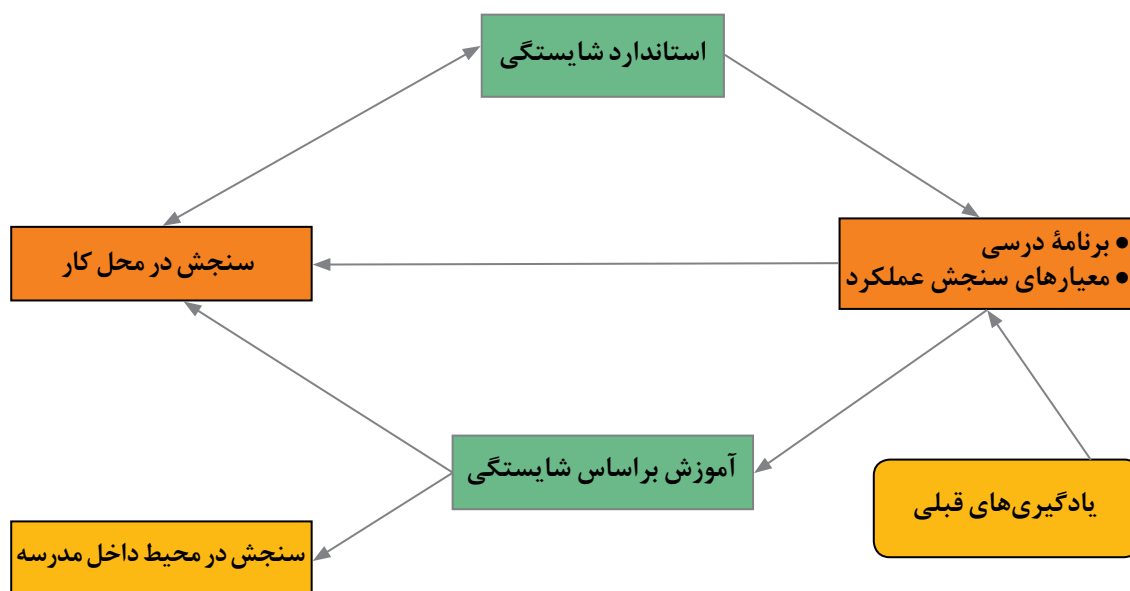 استاندارد شایستگی
• برنامهٔ درسی
• معیارهای سنجش عملکرد
سنجش در محل کار
آموزش براساس شایستگی
یادگیری‌های قبلی
سنجش در محیط داخل مدرسه